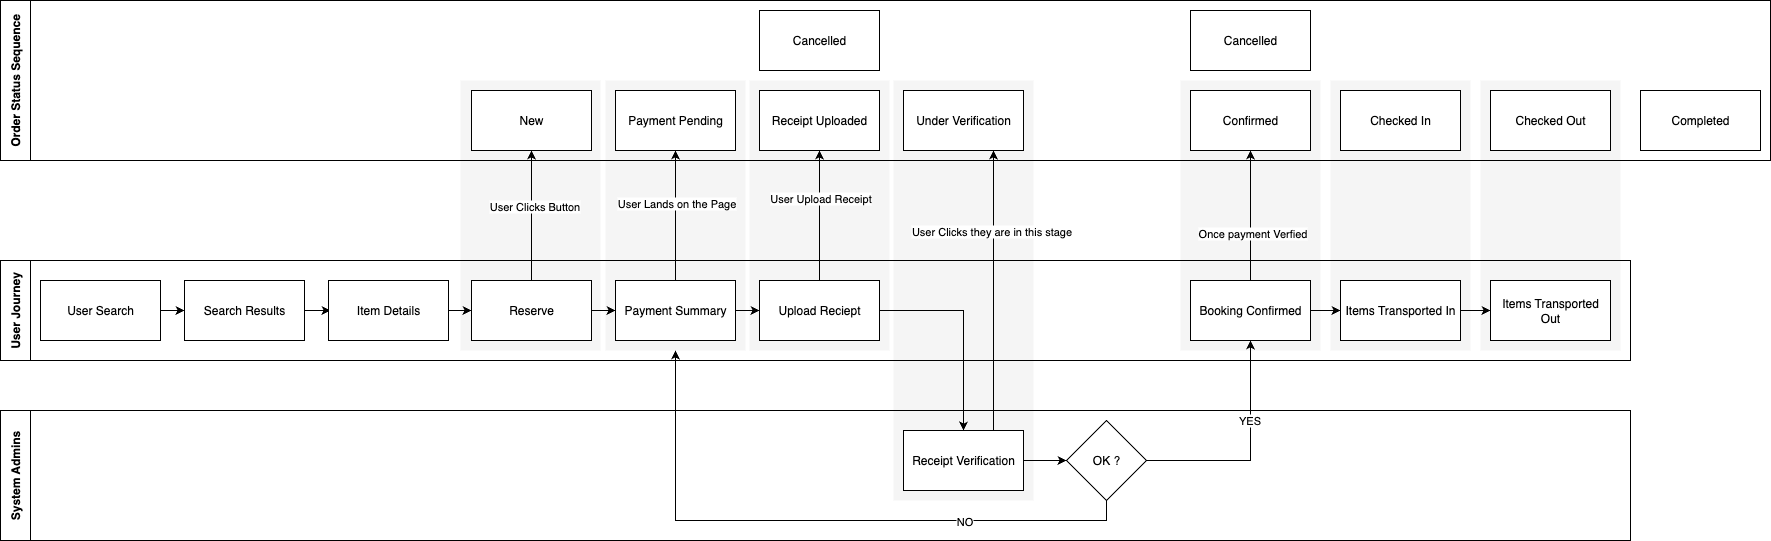 Order Status Sequence
Cancelled
Cancelled
New
Payment Pending
Receipt Uploaded
Under Verification
Confirmed
Checked In
Checked Out
Completed
User Clicks Button
User Lands on the Page
User Upload Receipt
User Clicks they are in this stage
Once payment Verfied
User Journey
User Search
Search Results
Item Details
Reserve
Payment Summary
Upload Reciept
Booking Confirmed
Items Transported In
Items Transported
Out
System Admins
Receipt Verification
OK ?
YES
NO